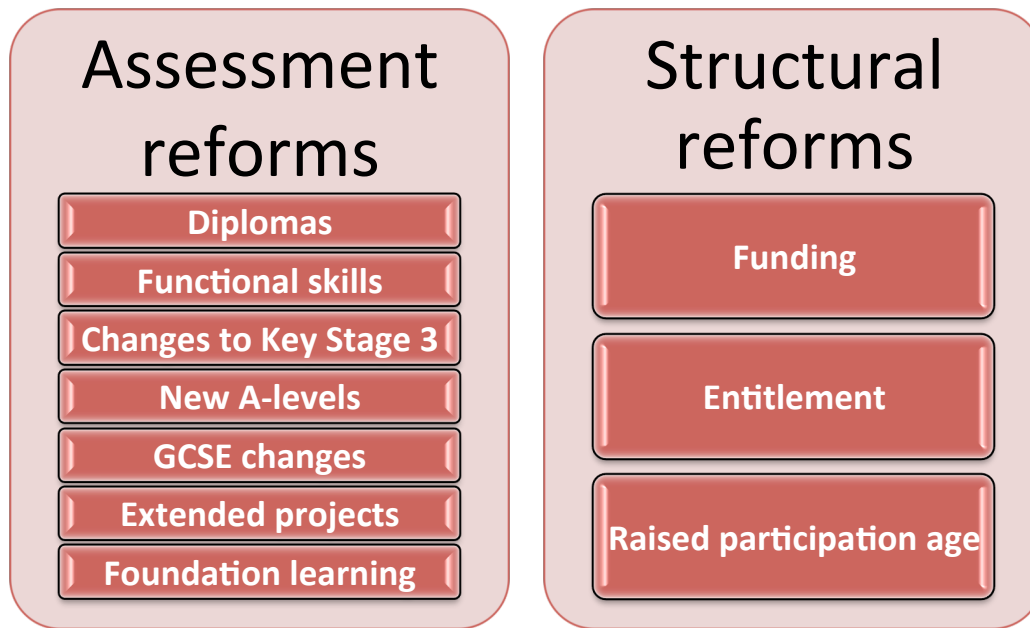 Assessment
reforms
Diplomas
Functional skills
Changes to Key Stage 3
New A-levels
GCSE changes
Extended projects
Foundation learning
Structural
reforms
Funding
Entitlement
Raised participation age